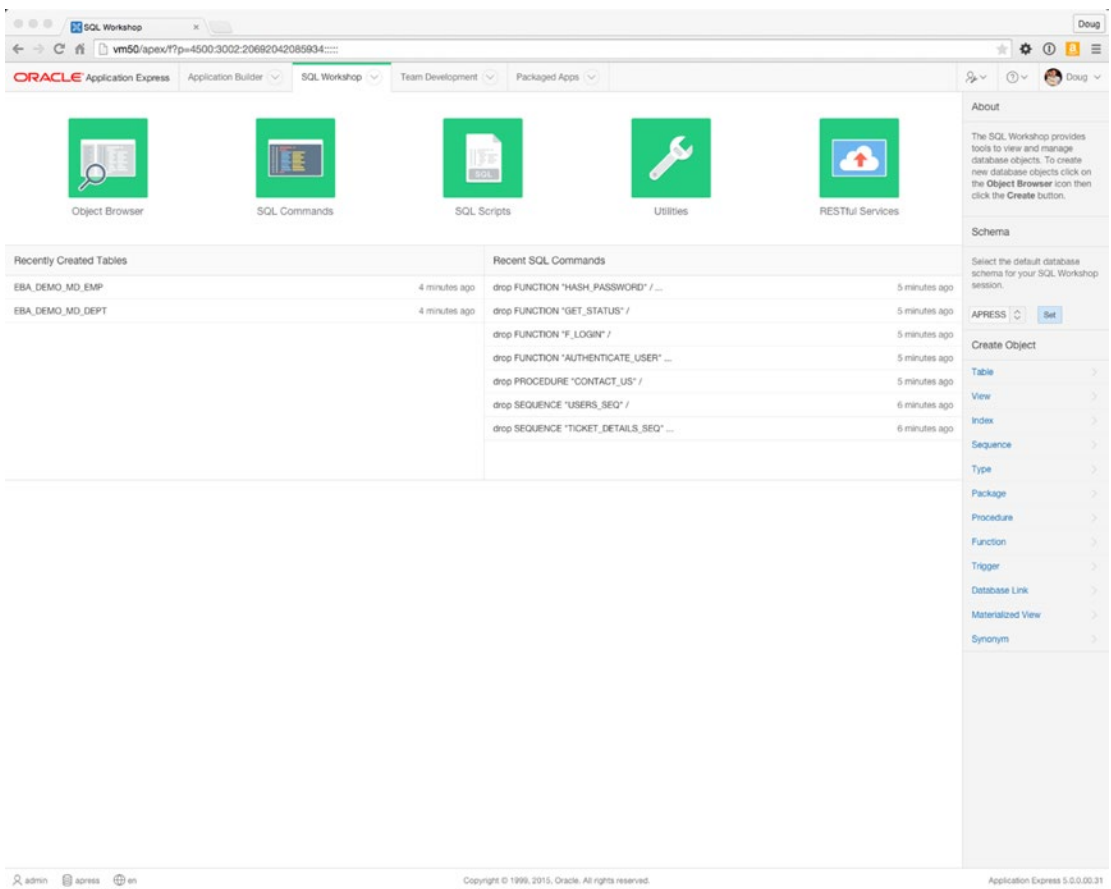 SQL Workshop
Doug
vm50/apex/f?p=4500:3002:20692042085934:::::
ORACLE Application Express
Application Builder
SQL Workshop
Team Development
Packaged Apps
Doug
SQL
Object Browser
SQL Commands
SQL Scripts
Utilities
RESTful Services
Recently Created Tables
EBA_DEMO_MD_EMP 4 minutes ago
EBA_DEMO_MD_DEPT 4 minutes ago
Recent SQL Commands
drop FUNCTION "HASH_PASSWORD" / ... 5 minutes ago
drop FUNCTION "GET_STATUS" / 5 minutes ago
drop FUNCTION "F_LOGIN" / 5 minutes ago
drop FUNCTION "AUTHENTICATE_USER" ... 5 minutes ago
drop PROCEDURE "CONTACT_US" / 5 minutes ago
drop SEQUENCE "USERS_SEQ" / 6 minutes ago
drop SEQUENCE "TICKET_DETAILS_SEQ" ... 6 minutes ago
About
The SQL Workshop provides
tools to view and manage
database objects. To create
new database objects click on
the Object Browser icon then
click the Create button.
Schema
Select the default database
schema for your SQL Workshop
session.
APRESS Set
Create Object
Table
View
Index
Sequence
Type
Package
Procedure
Function
Trigger
Database Link
Materialized View
Synonym
admin apress en
Copyright © 1999, 2015, Oracle. All rights reserved.
Application Express 5.0.0.00.31